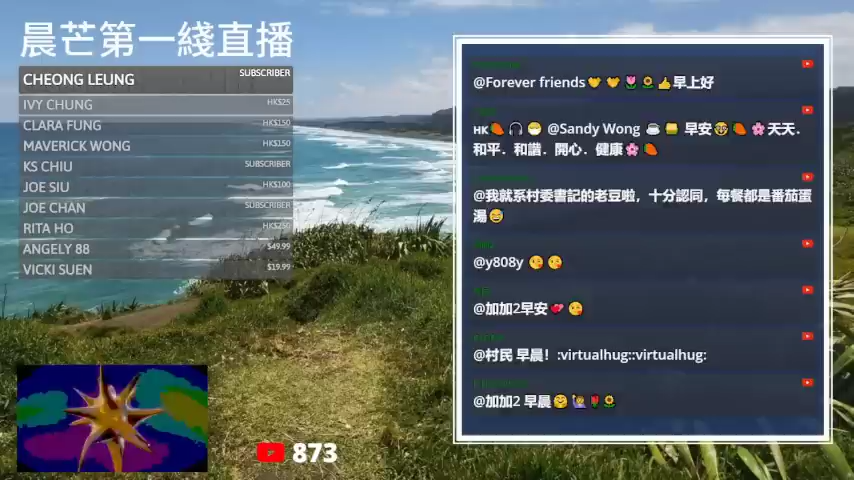 晨芒第一綫直播
CHEONG LEUNG SUBSCRIBER
IVY CHUNG HK$25
CLARA FUNG HK$150
MAVERICK WONG HK$150
KS CHIU SUBSCRIBER
JOE SIU HK$100
JOE CHAN SUBSCRIBER
RITA HO HK$250
ANGELY 88 $49.99
VICKI SUEN $19.99
873
@Forever friends🐥🐥🌷🌻👍早上好
HK🥕🎧😷 @Sandy Wong ☕🍞 早安🤠🥕🌸天天．
和平．和諧．開心．健康🌸🥕
@我就系村委書記的老豆啦，十分認同，每餐都是番茄蛋
湯😅
@y808y 😘😘
@加加2早安💕😘
@村民 早晨！:virtualhug::virtualhug:
@加加2 早晨🤗🙋‍♀️🌷🌻